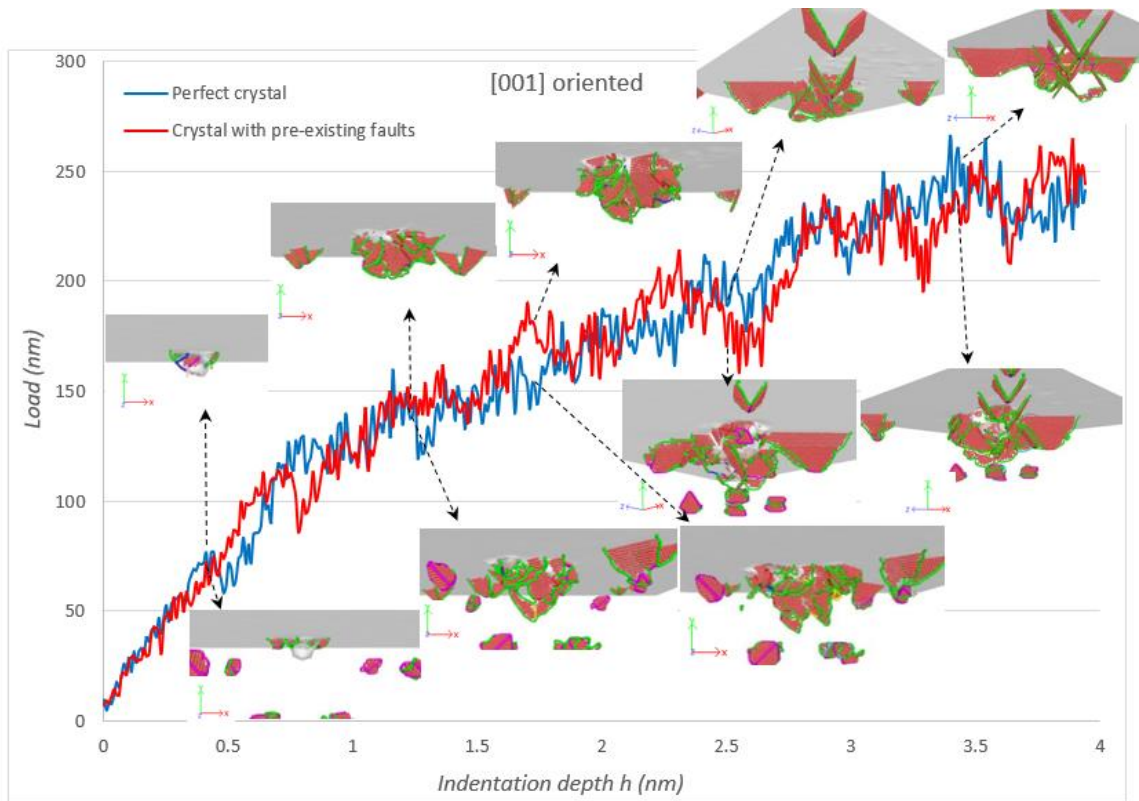 300
250
200
150
100
50
0
Load (nm)
Perfect crystal
Crystal with pre-existing faults
[001] oriented
0
0.5
1
1.5
2
2.5
3
3.5
4
Indentation depth h (nm)
Y
x
Y
x
Y
x
Y
z
x
Y
z
x
Y
x
Y
x
Y
x
Y
z
x
Y
z
x